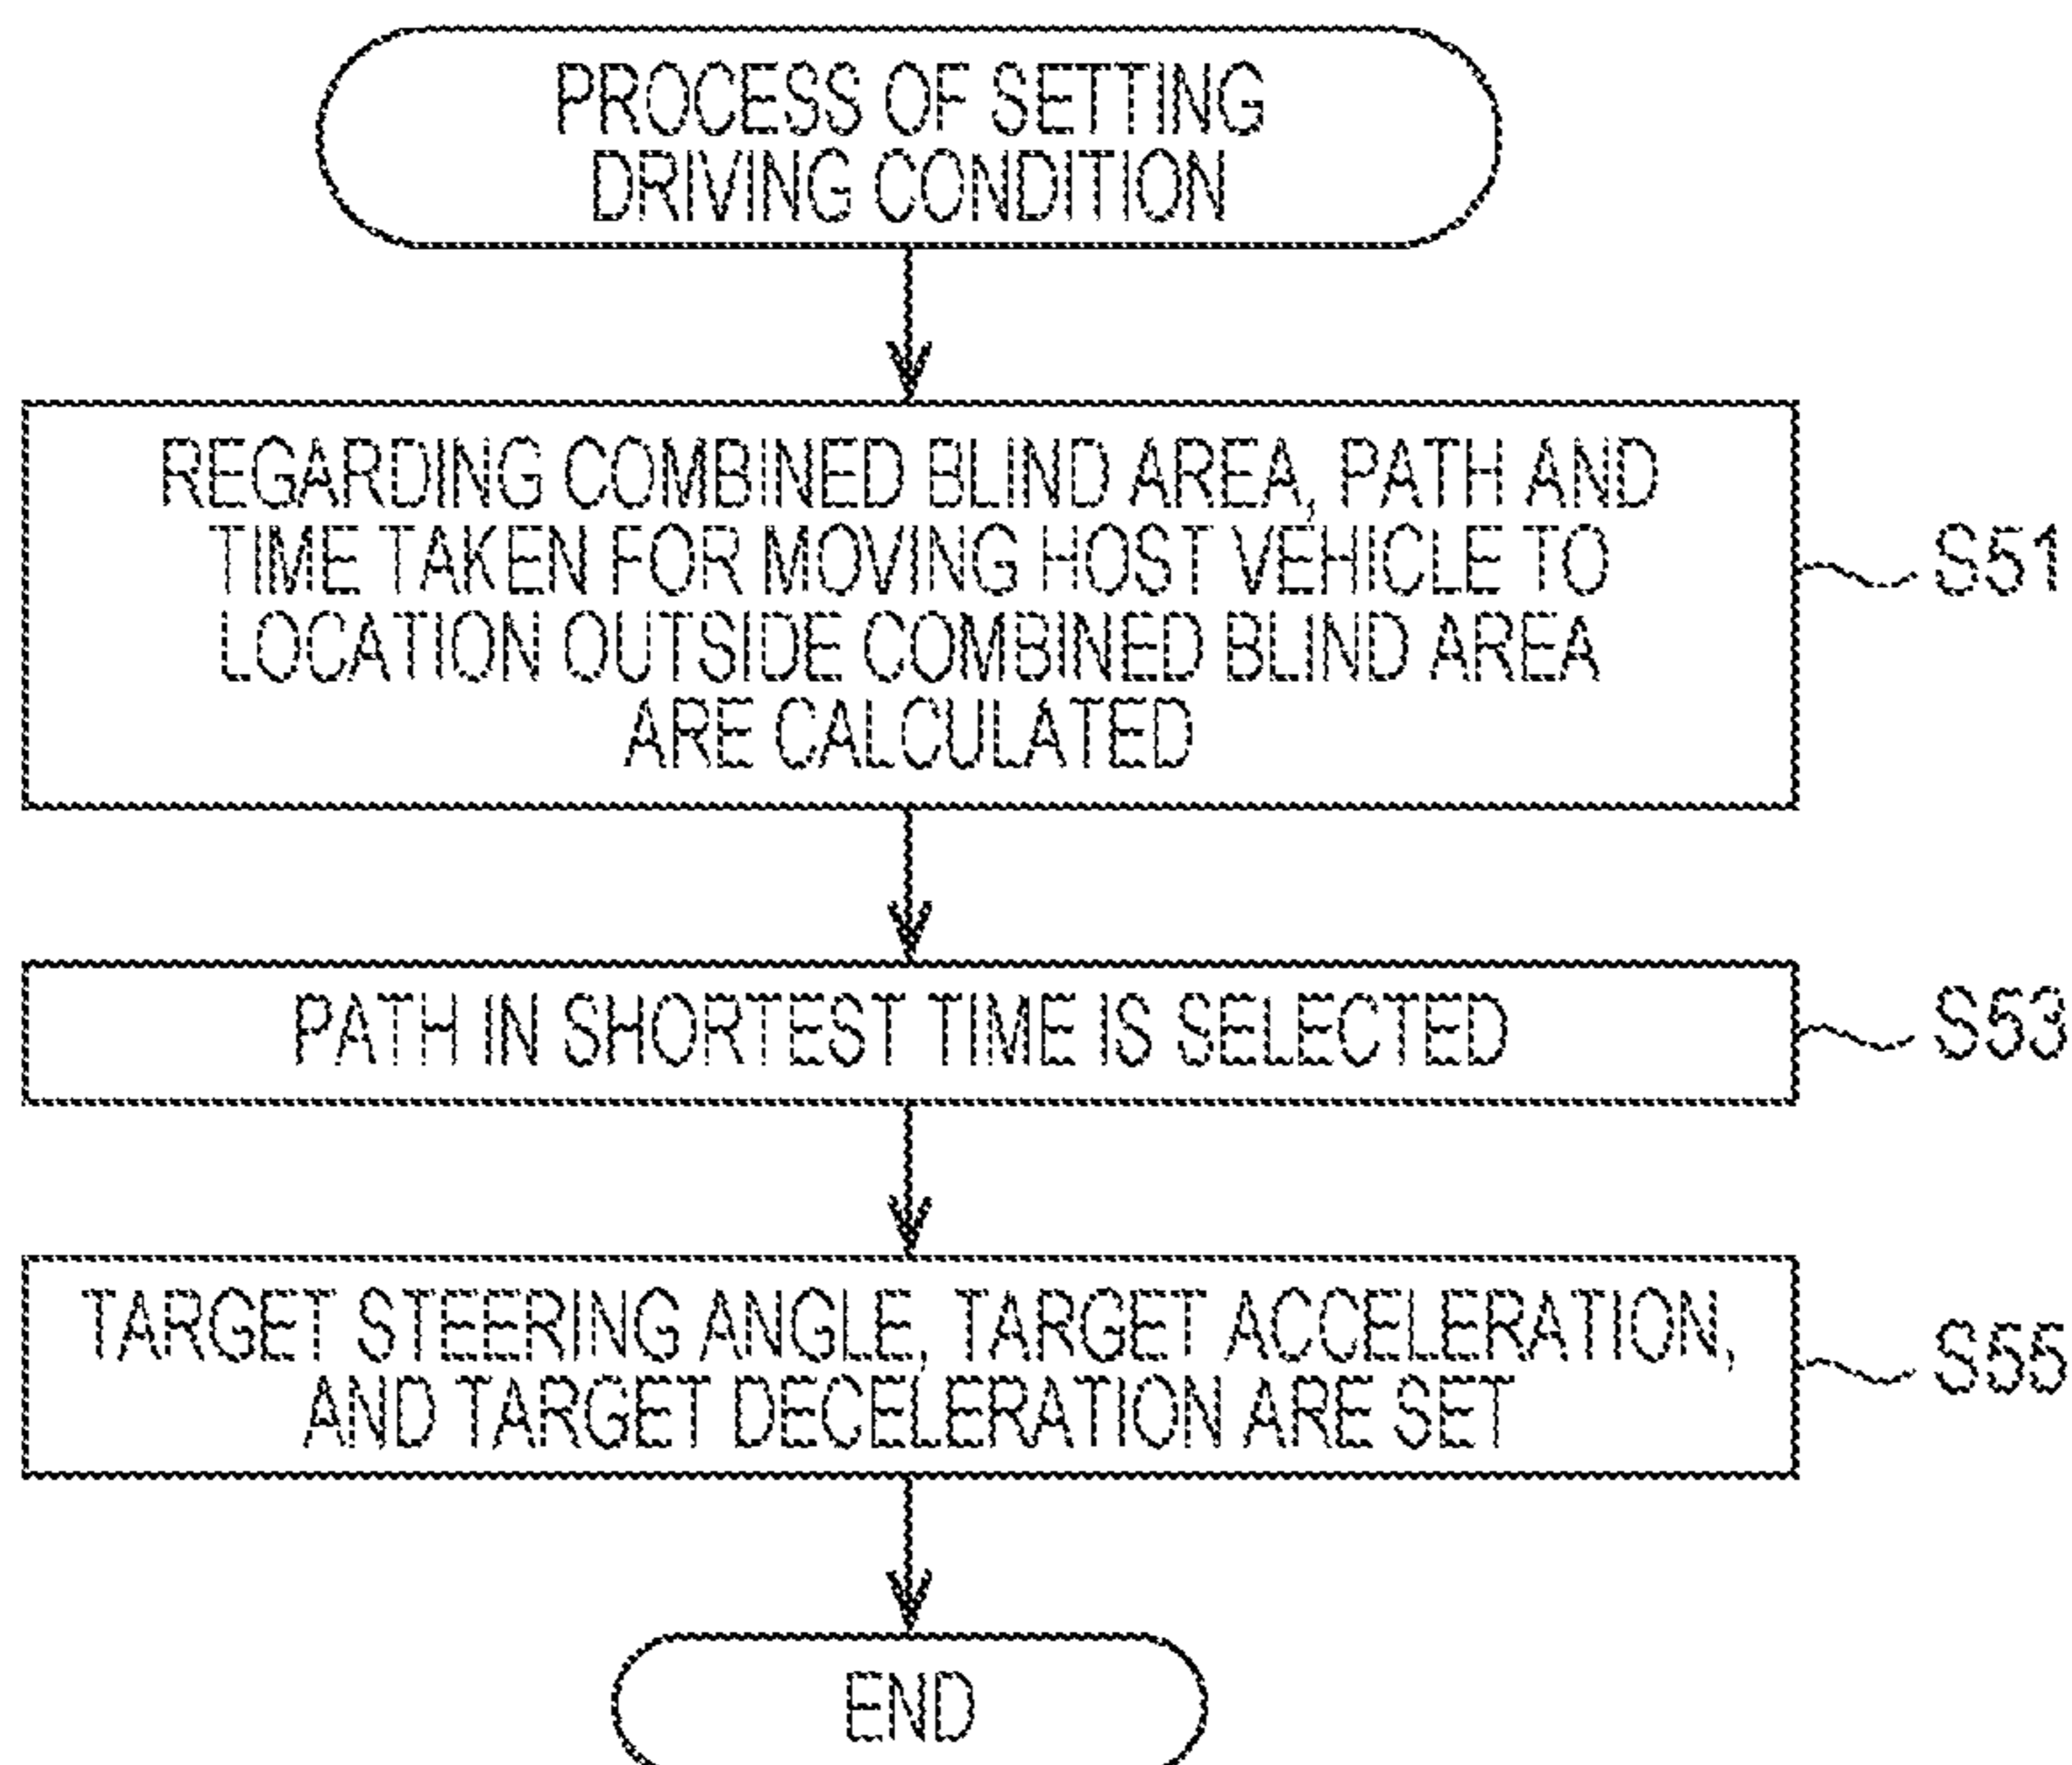 PROCESS OF SETTING
DRIVING CONDITION
REGARDING COMBINED BLIND AREA, PATH AND
TIME TAKEN FOR MOVING HOST VEHICLE TO
LOCATION OUTSIDE COMBINED BLIND AREA
ARE CALCULATED
S51
PATH IN SHORTEST TIME IS SELECTED
S53
TARGET STEERING ANGLE, TARGET ACCELERATION,
AND TARGET DECELERATION ARE SET
S55
END